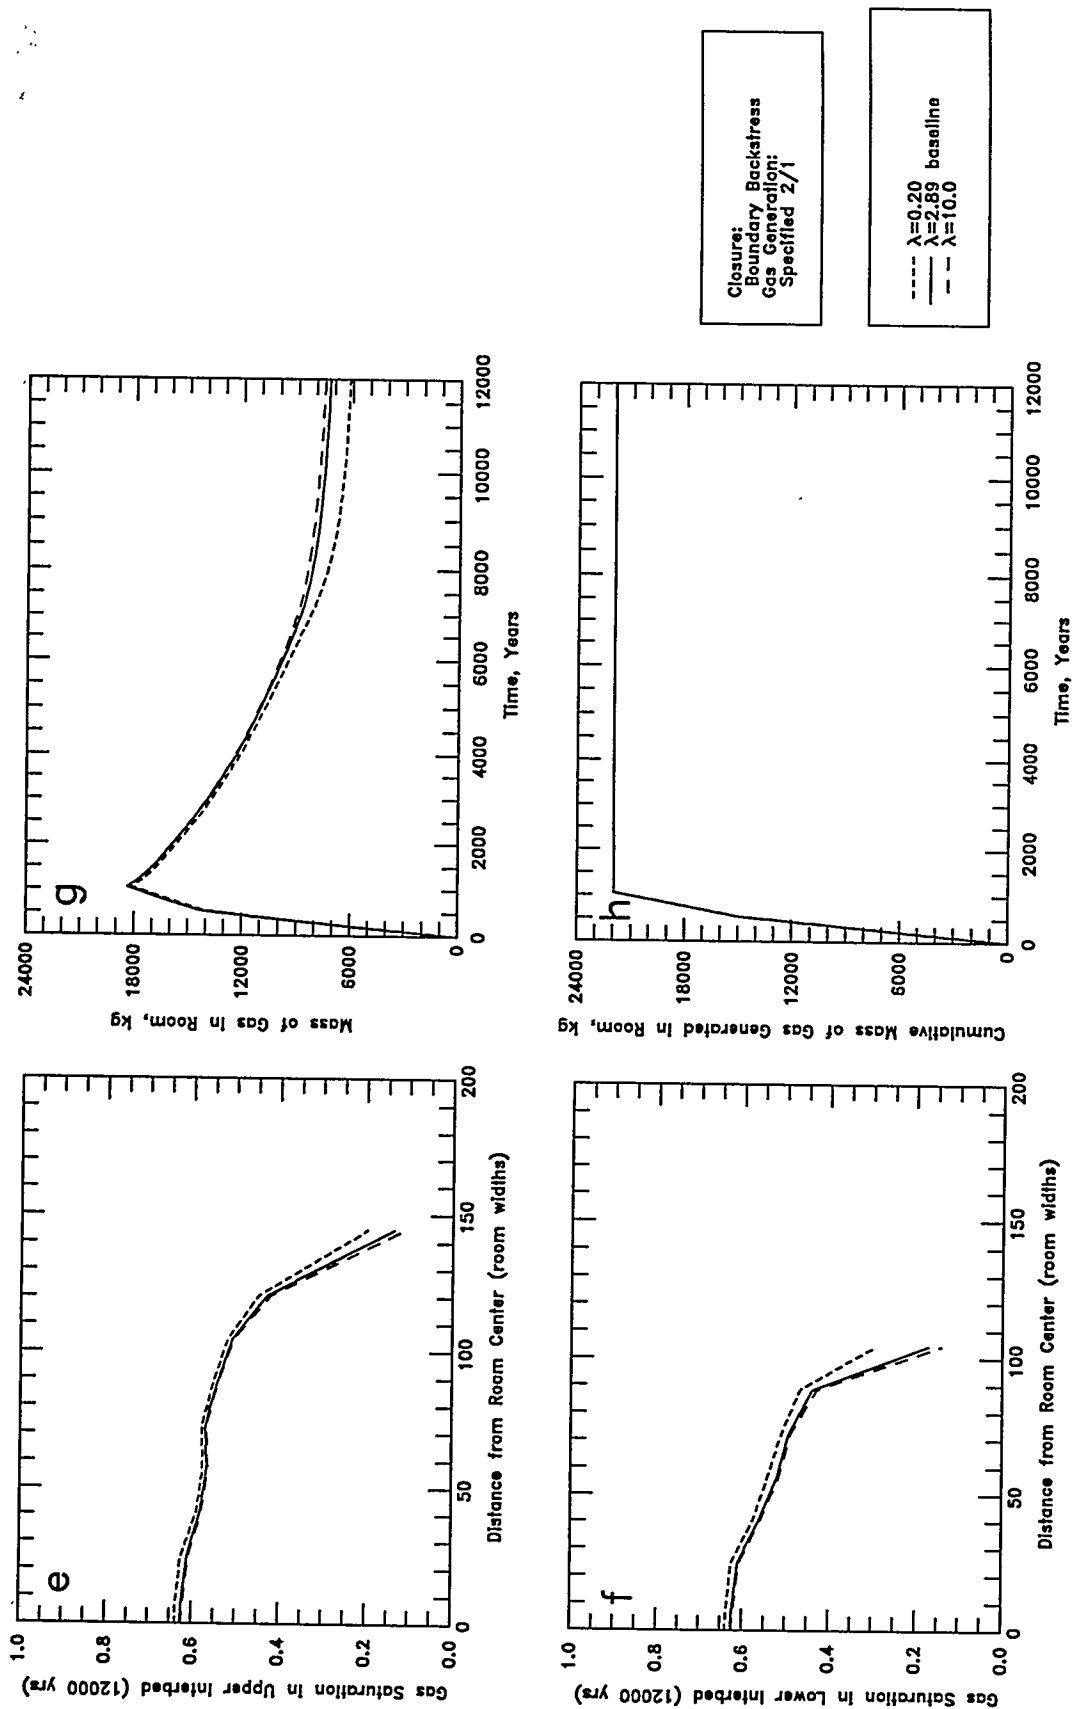 e
1.0
0.8
0.6
0.4
0.2
0.0
0
50
100
150
200
Gas Saturation in Upper Interbed (12000 yrs)
Distance from Room Center (room widths)
g
24000
18000
12000
6000
0
0
2000
4000
6000
8000
10000
12000
Mass of Gas in Room, kg
Time, Years
f
1.0
0.8
0.6
0.4
0.2
0.0
0
50
100
150
200
Gas Saturation in Lower Interbed (12000 yrs)
Distance from Room Center (room widths)
h
24000
18000
12000
6000
0
0
2000
4000
6000
8000
10000
12000
Cumulative Mass of Gas Generated in Room, kg
Time, Years
Closure:
Boundary Backstress
Gas Generation:
Specified 2/1
λ=0.20
λ=2.89 baseline
λ=10.0